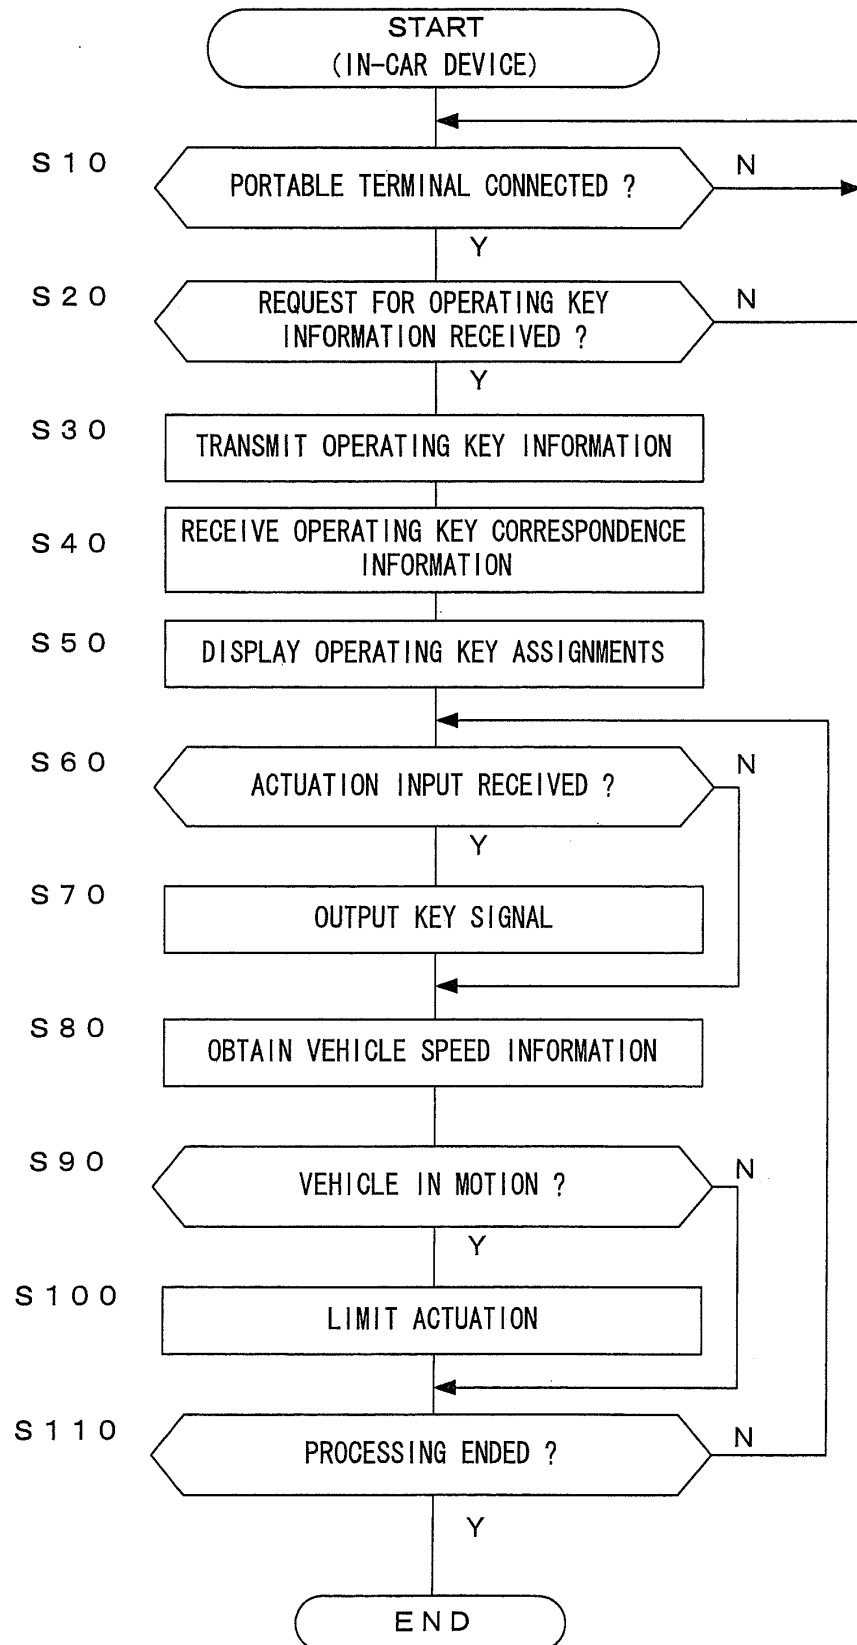 START
(IN-CAR DEVICE)
S10
PORTABLE TERMINAL CONNECTED ?
N
Y
S20
REQUEST FOR OPERATING KEY
INFORMATION RECEIVED ?
N
Y
S30
TRANSMIT OPERATING KEY INFORMATION
S40
RECEIVE OPERATING KEY CORRESPONDENCE
INFORMATION
S50
DISPLAY OPERATING KEY ASSIGNMENTS
S60
ACTUATION INPUT RECEIVED ?
N
Y
S70
OUTPUT KEY SIGNAL
S80
OBTAIN VEHICLE SPEED INFORMATION
S90
VEHICLE IN MOTION ?
N
Y
S100
LIMIT ACTUATION
S110
PROCESSING ENDED ?
N
Y
END